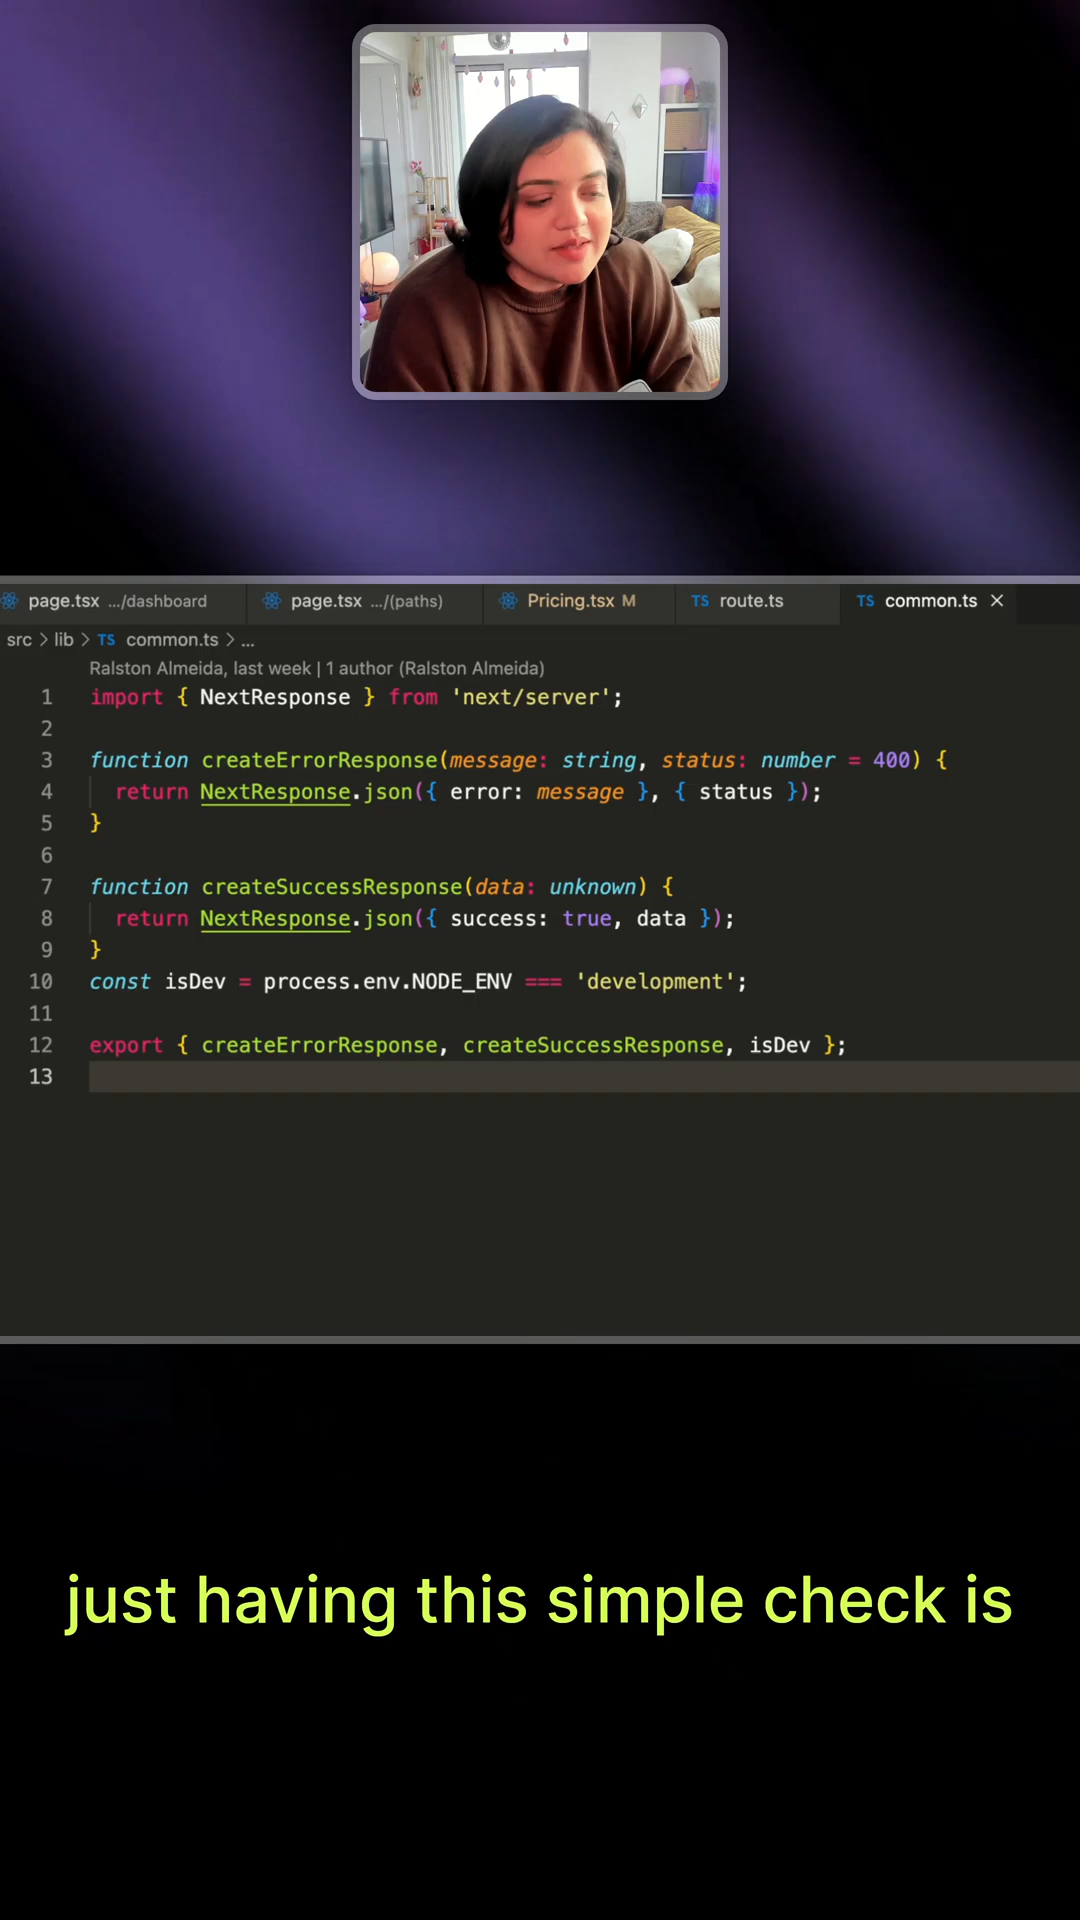 page.tsx .../dashboard page.tsx .../(paths) Pricing.tsx M TS route.ts TS common.ts ×
src > lib > TS common.ts > ...
Ralston Almeida, last week | 1 author (Ralston Almeida)
1 import { NextResponse } from 'next/server';
2
3 function createErrorResponse(message: string, status: number = 400) {
4 return NextResponse.json({ error: message }, { status });
5 }
6
7 function createSuccessResponse(data: unknown) {
8 return NextResponse.json({ success: true, data });
9 }
10 const isDev = process.env.NODE_ENV === 'development';
11
12 export { createErrorResponse, createSuccessResponse, isDev };
13
just having this simple check is